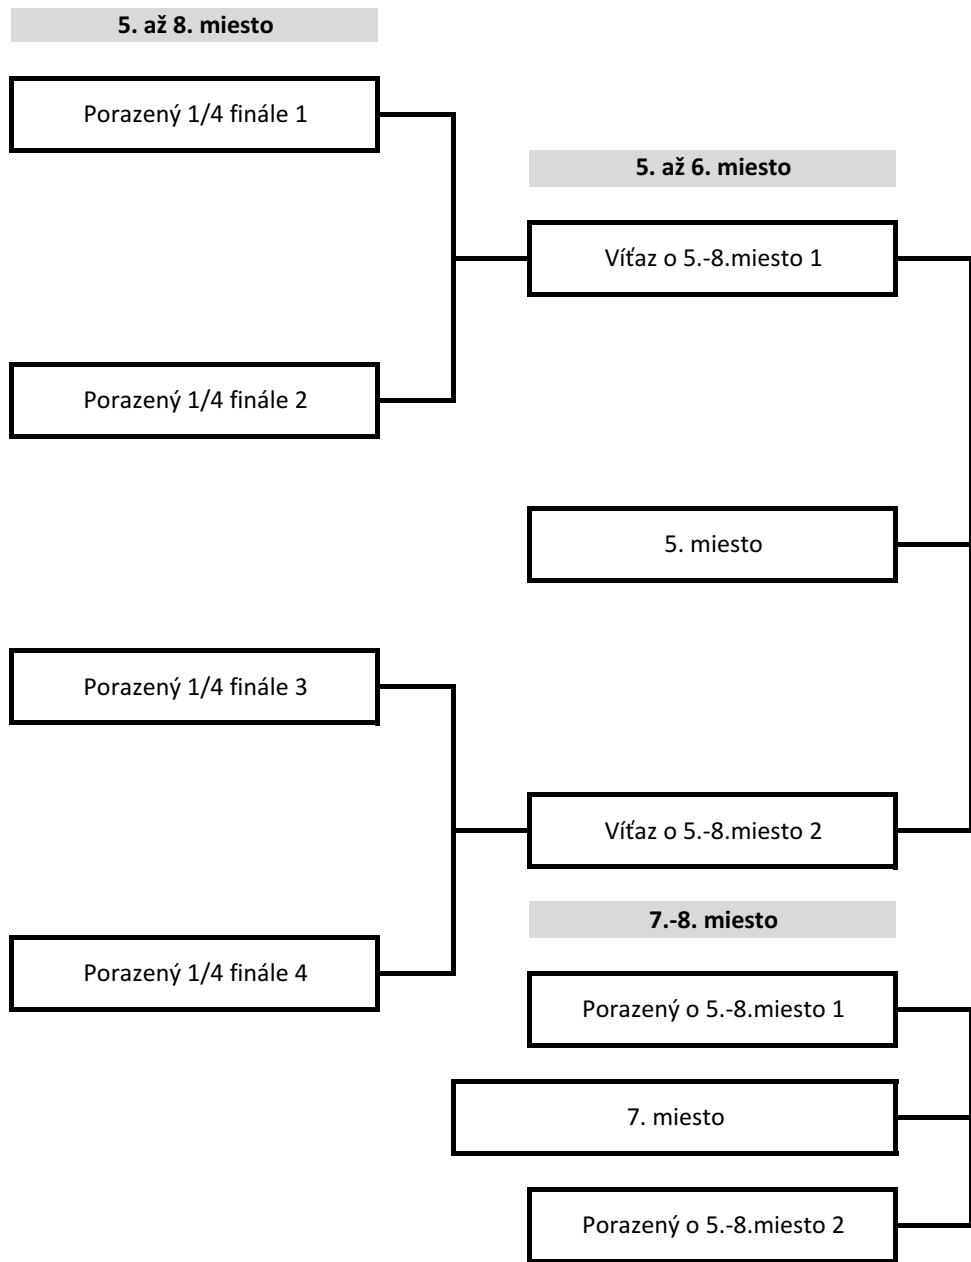 5. až 8. miesto
Porazený 1/4 finále 1
5. až 6. miesto
Víťaz o 5.-8.miesto 1
Porazený 1/4 finále 2
5. miesto
Porazený 1/4 finále 3
Víťaz o 5.-8.miesto 2
7.-8. miesto
Porazený 1/4 finále 4
Porazený o 5.-8.miesto 1
7. miesto
Porazený o 5.-8.miesto 2